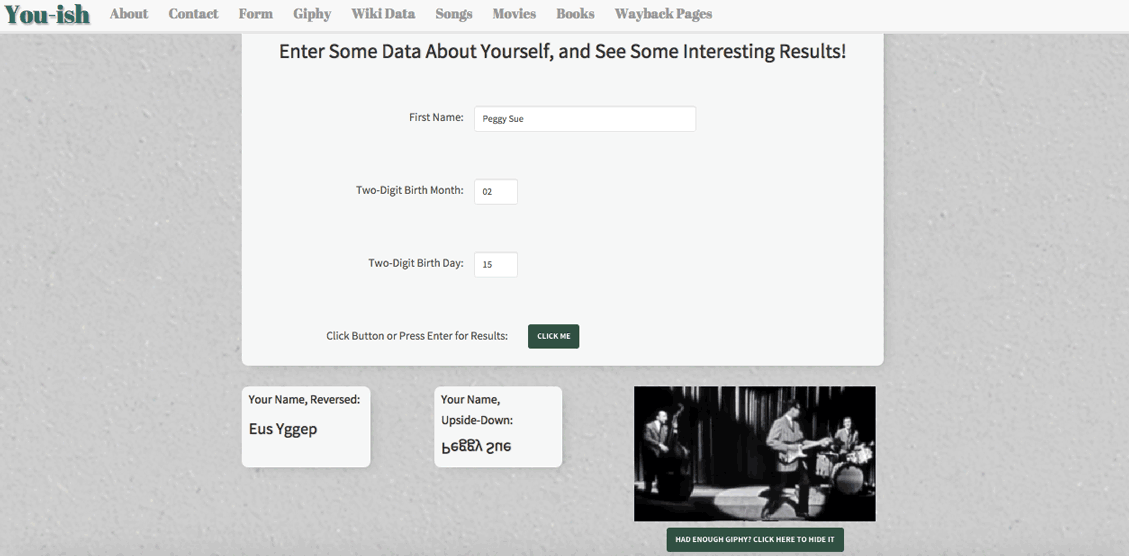 You-ish About Contact Form Giphy Wiki Data Songs Movies Books Wayback Pages
Enter Some Data About Yourself, and See Some Interesting Results!
First Name: Peggy Sue
Two-Digit Birth Month: 02
Two-Digit Birth Day: 15
Click Button or Press Enter for Results: CLICK ME
Your Name, Reversed:
Eus Yggep
Your Name,
Upside-Down:
Peggy Sue
HAD ENOUGH GIPHY? CLICK HERE TO HIDE IT